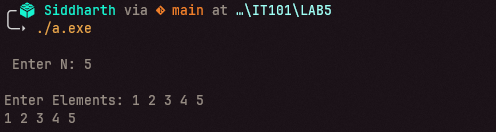 Siddharth via main at …\IT101\LAB5
./a.exe
Enter N: 5
Enter Elements: 1 2 3 4 5
1 2 3 4 5